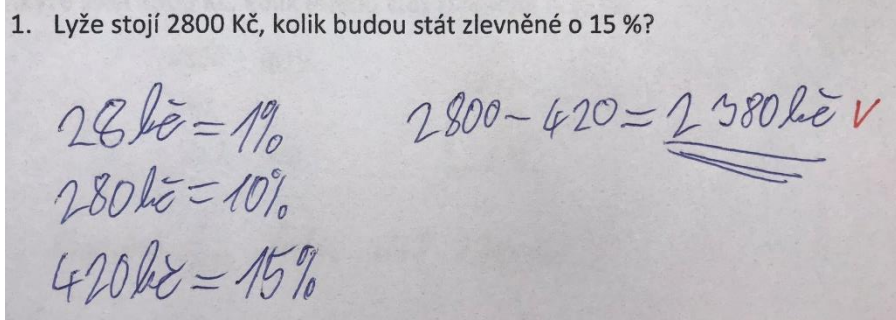 1. Lyže stojí 2800 Kč, kolik budou stát zlevněné o 15 %?
28 kč = 1%
280 kč = 10%
420 kč = 15%
2800 - 420 = 2 380 kč ✓